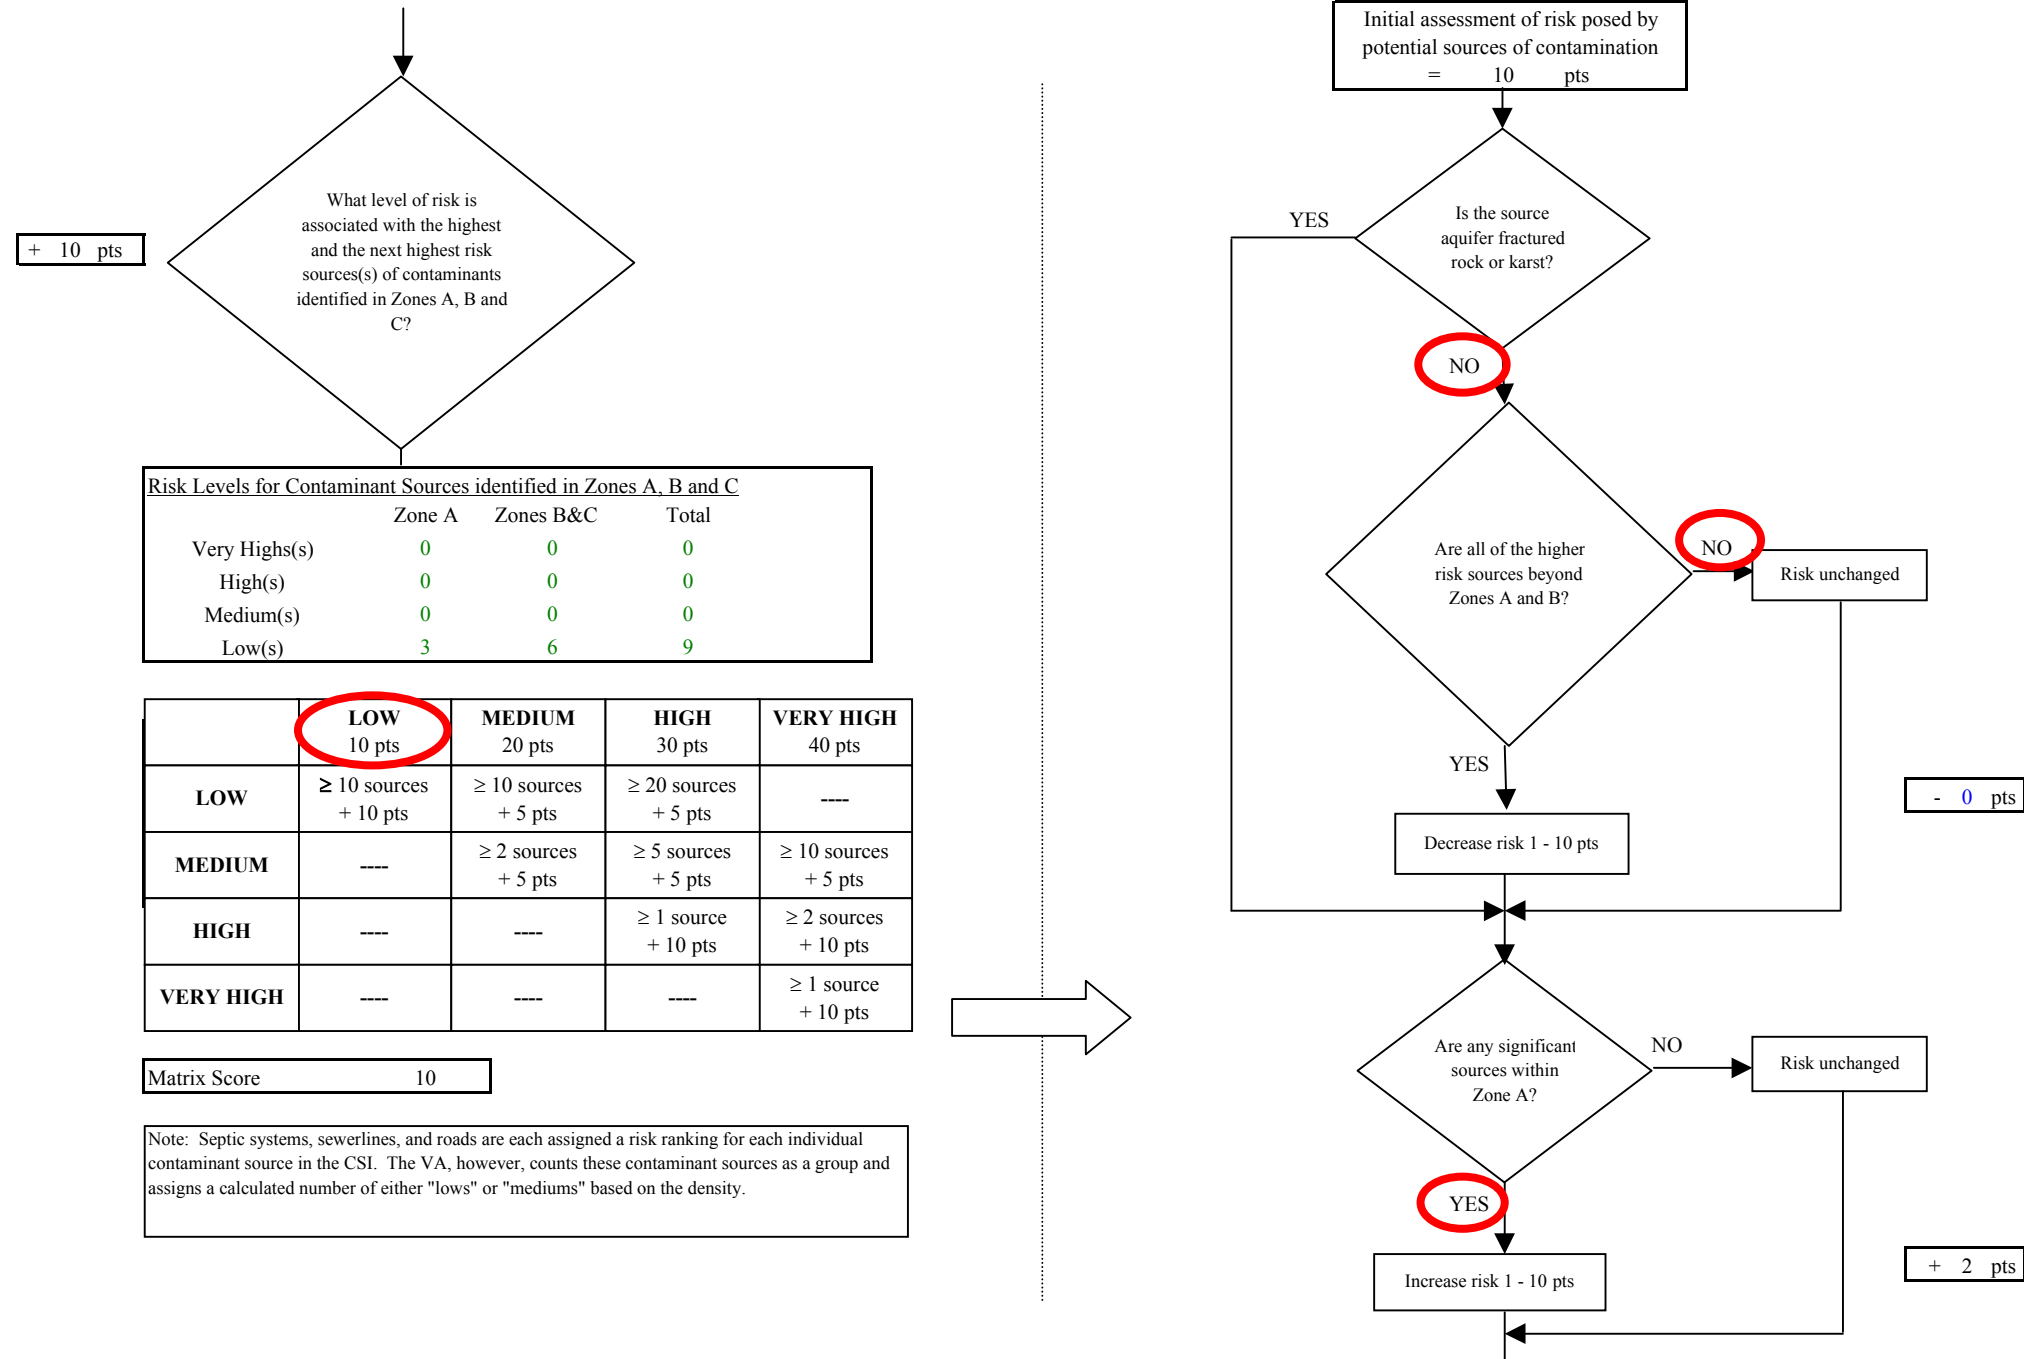 + 10 pts
What level of risk is
associated with the highest
and the next highest risk
sources(s) of contaminants
identified in Zones A, B and
C?
Risk Levels for Contaminant Sources identified in Zones A, B and C
Zone A Zones B&C Total
Very Highs(s) 0 0 0
High(s) 0 0 0
Medium(s) 0 0 0
Low(s) 3 6 9
LOW MEDIUM HIGH VERY HIGH
10 pts 20 pts 30 pts 40 pts
LOW ≥ 10 sources ≥ 10 sources ≥ 20 sources ----
+ 10 pts + 5 pts + 5 pts
MEDIUM ---- ≥ 2 sources ≥ 5 sources ≥ 10 sources
+ 5 pts + 5 pts + 5 pts
HIGH ---- ---- ≥ 1 source ≥ 2 sources
+ 10 pts + 10 pts
VERY HIGH ---- ---- ---- ≥ 1 source
+ 10 pts
Matrix Score 10
Note: Septic systems, sewerlines, and roads are each assigned a risk ranking for each individual
contaminant source in the CSI. The VA, however, counts these contaminant sources as a group and
assigns a calculated number of either "lows" or "mediums" based on the density.
Initial assessment of risk posed by
potential sources of contamination
= 10 pts
YES
Is the source
aquifer fractured
rock or karst?
NO
Are all of the higher
risk sources beyond
Zones A and B?
NO
Risk unchanged
YES
- 0 pts
Decrease risk 1 - 10 pts
Are any significant
sources within
Zone A?
NO
Risk unchanged
YES
+ 2 pts
Increase risk 1 - 10 pts